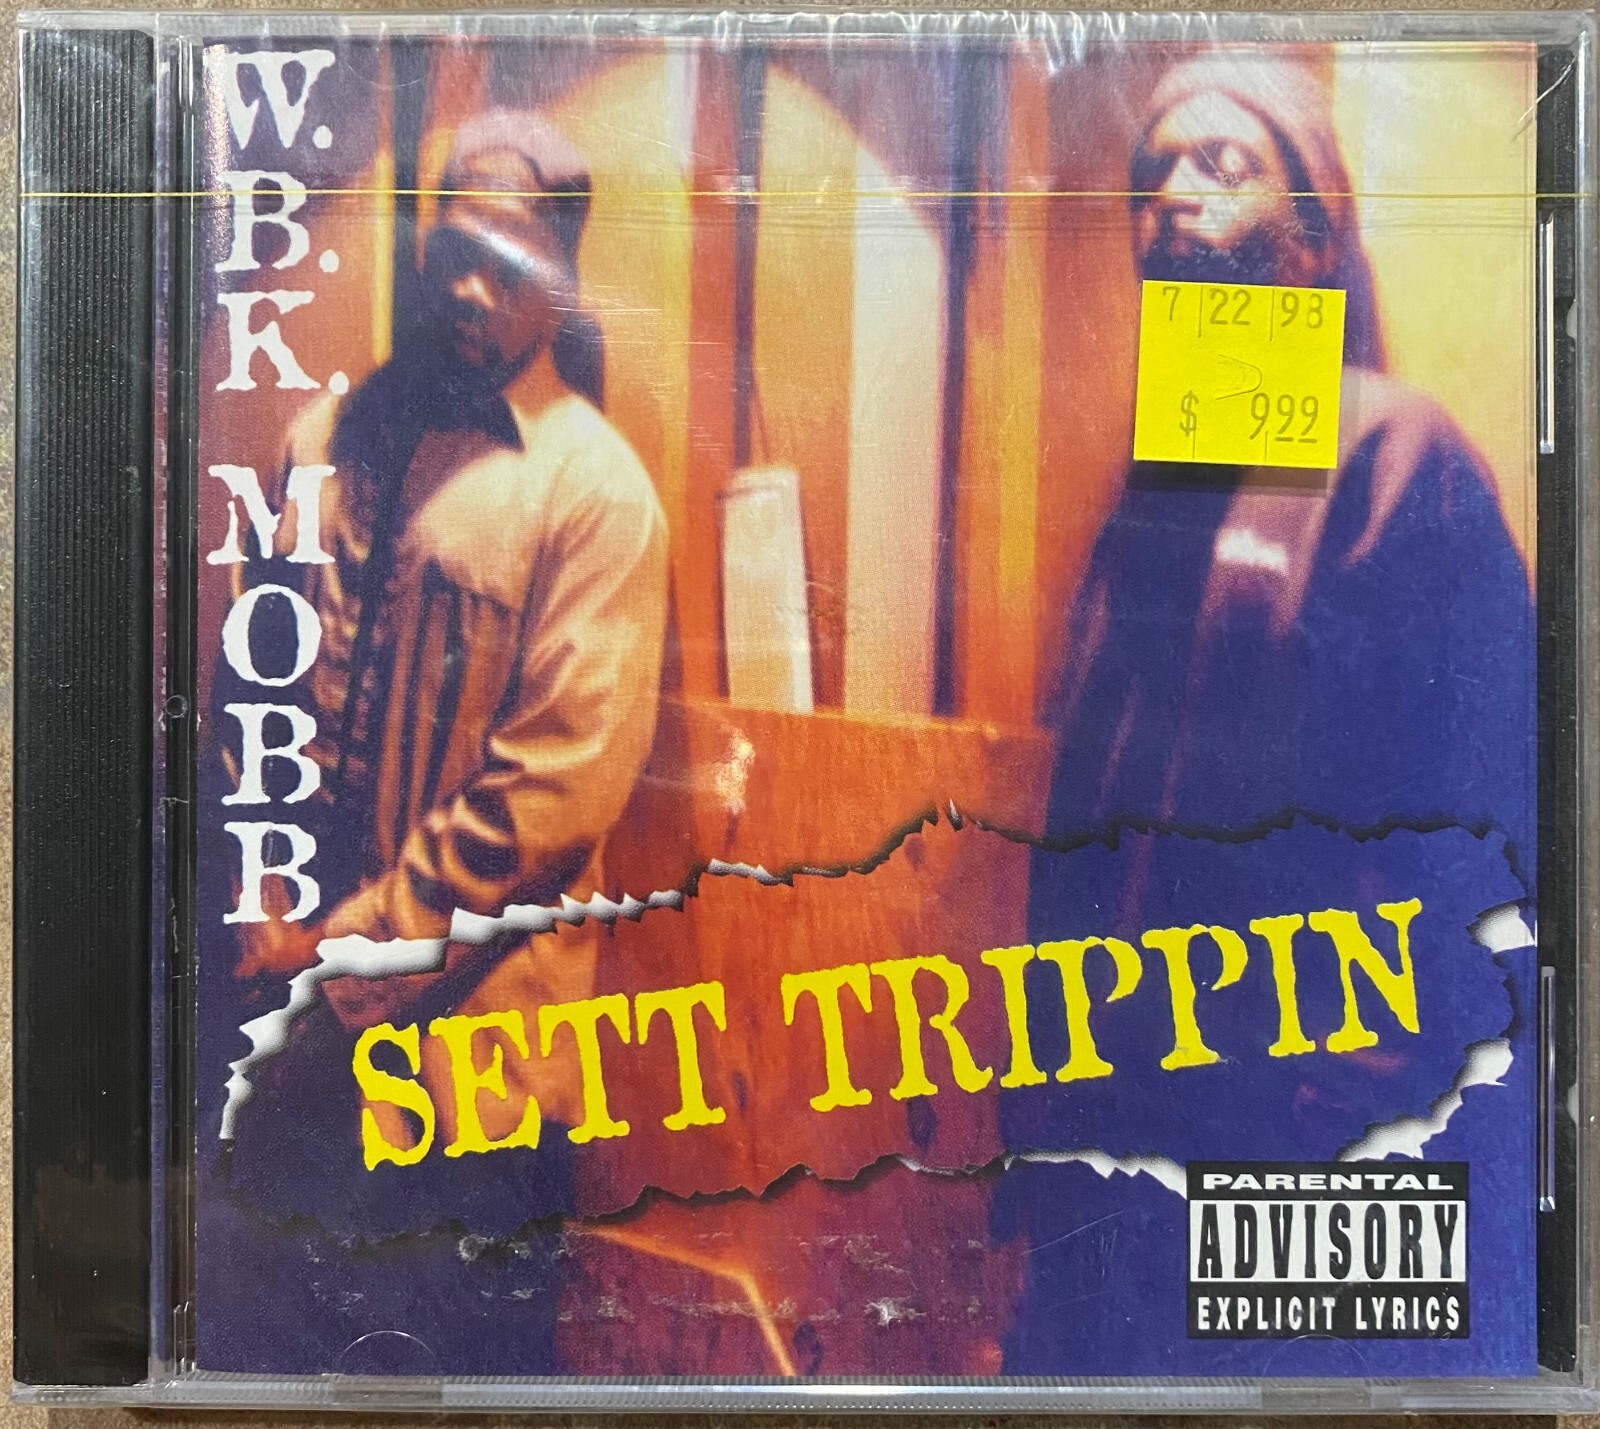 W.
B.
K.
MOBB
7 22 98
$ 9.99
SETT TRIPPIN
PARENTAL
ADVISORY
EXPLICIT LYRICS